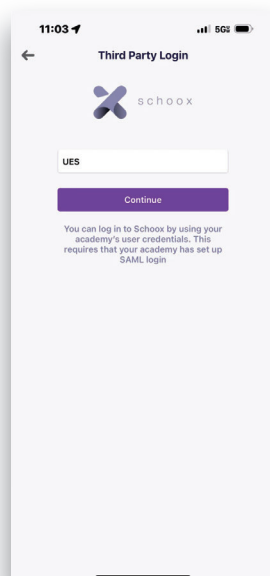 11:03
5G
Third Party Login
schoox
UES
Continue
You can log in to Schoox by using your
academy's user credentials. This
requires that your academy has set up
SAML login